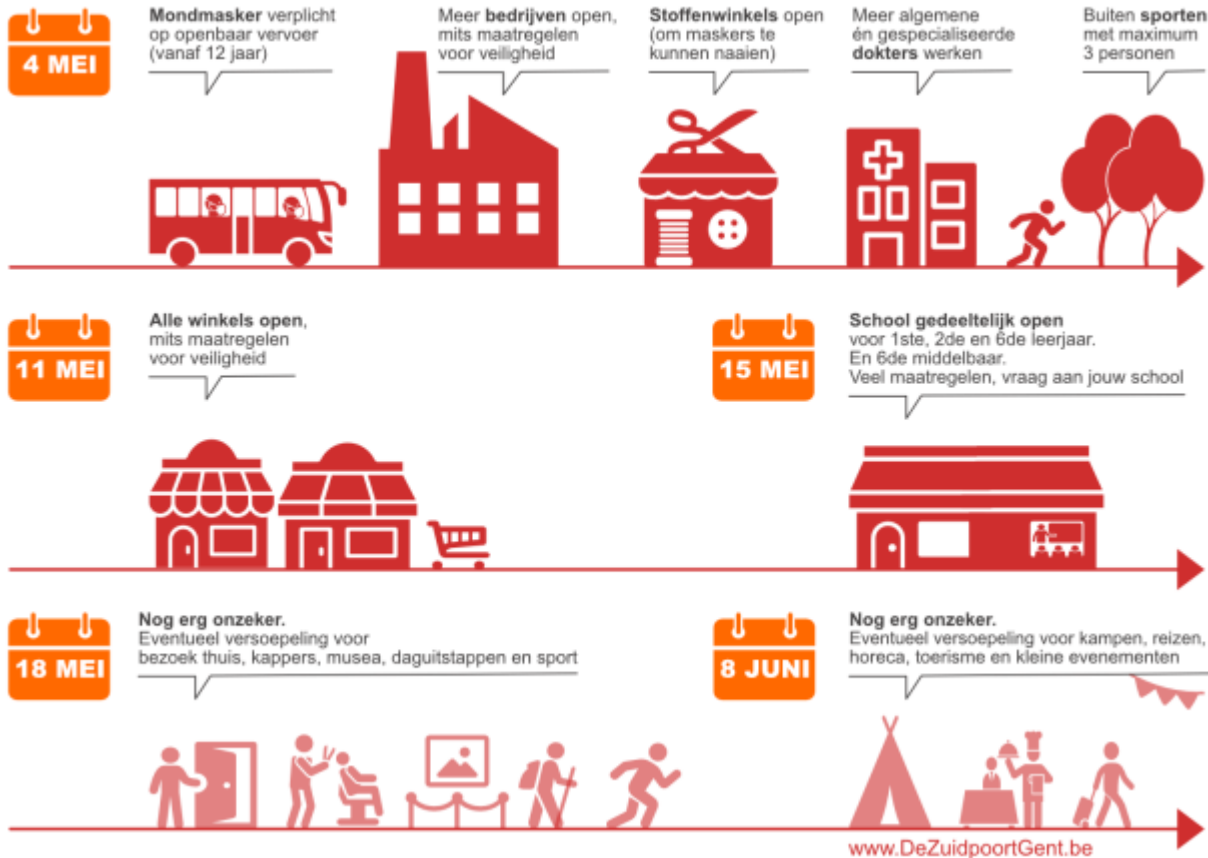 4 MEI
Mondmasker verplicht
op openbaar vervoer
(vanaf 12 jaar)
Meer bedrijven open,
mits maatregelen
voor veiligheid
Stoffenwinkels open
(om maskers te
kunnen naaien)
Meer algemene
én gespecialiseerde
dokters werken
Buiten sporten
met maximum
3 personen
11 MEI
Alle winkels open,
mits maatregelen
voor veiligheid
15 MEI
School gedeeltelijk open
voor 1ste, 2de en 6de leerjaar.
En 6de middelbaar.
Veel maatregelen, vraag aan jouw school
18 MEI
Nog erg onzeker.
Eventueel versoepeling voor
bezoek thuis, kappers, musea, daguitstappen en sport
8 JUNI
Nog erg onzeker.
Eventueel versoepeling voor kampen, reizen,
horeca, toerisme en kleine evenementen
www.DeZuidpoortGent.be